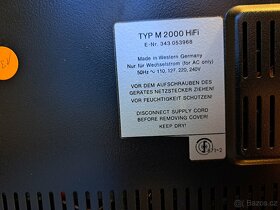 TYP M 2000 HiFi
E-Nr. 343.053968
Made in Western Germany
Nur für Wechselstrom (for AC only)
50Hz ~ 110, 127, 220, 240V
VOR DEM AUFSCHRAUBEN DES
GERÄTES NETZSTECKER ZIEHEN!
VOR FEUCHTIGKEIT SCHÜTZEN!
DISCONNECT SUPPLY CORD
BEFORE REMOVING COVER!
KEEP DRY!
Bazos.cz